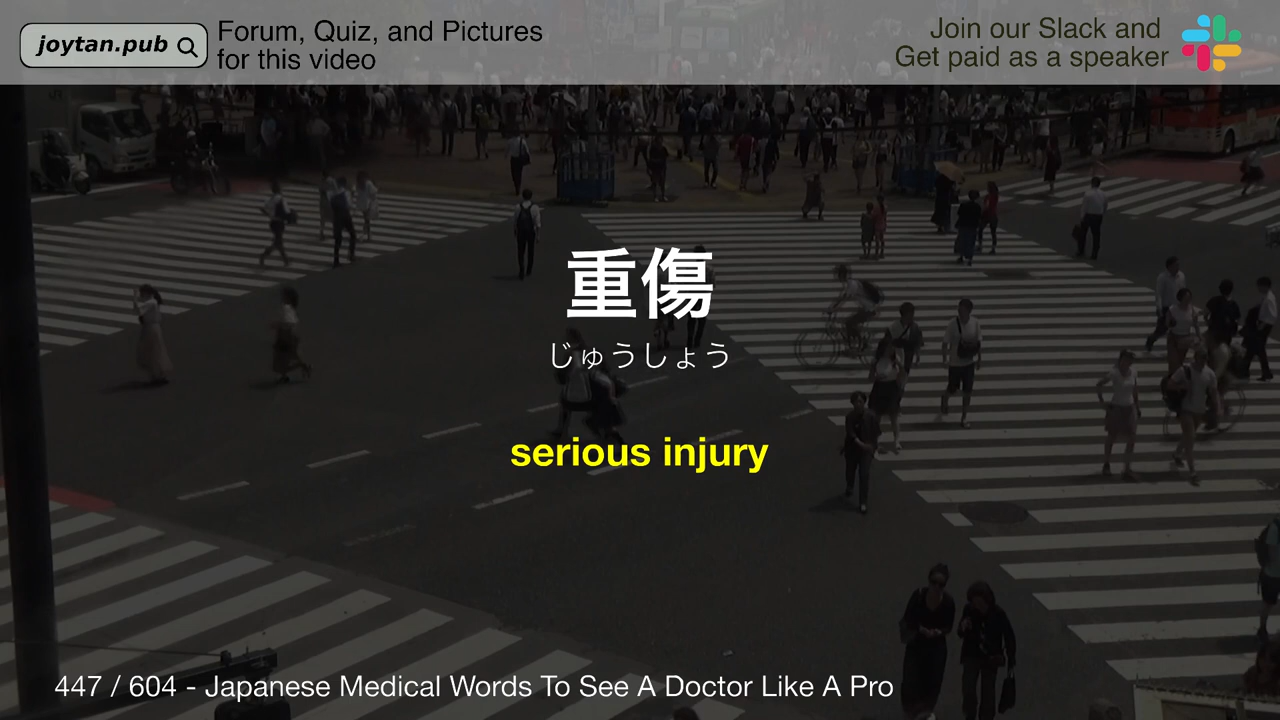 joytan.pub
Forum, Quiz, and Pictures
for this video
Join our Slack and
Get paid as a speaker
重傷
じゅうしょう
serious injury
447 / 604 - Japanese Medical Words To See A Doctor Like A Pro